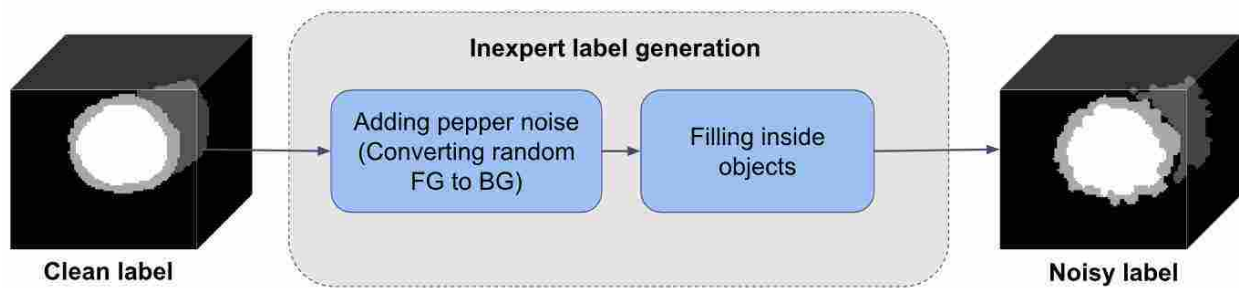 Inexpert label generation
Adding pepper noise
(Converting random
FG to BG)
Filling inside
objects
Clean label
Noisy label